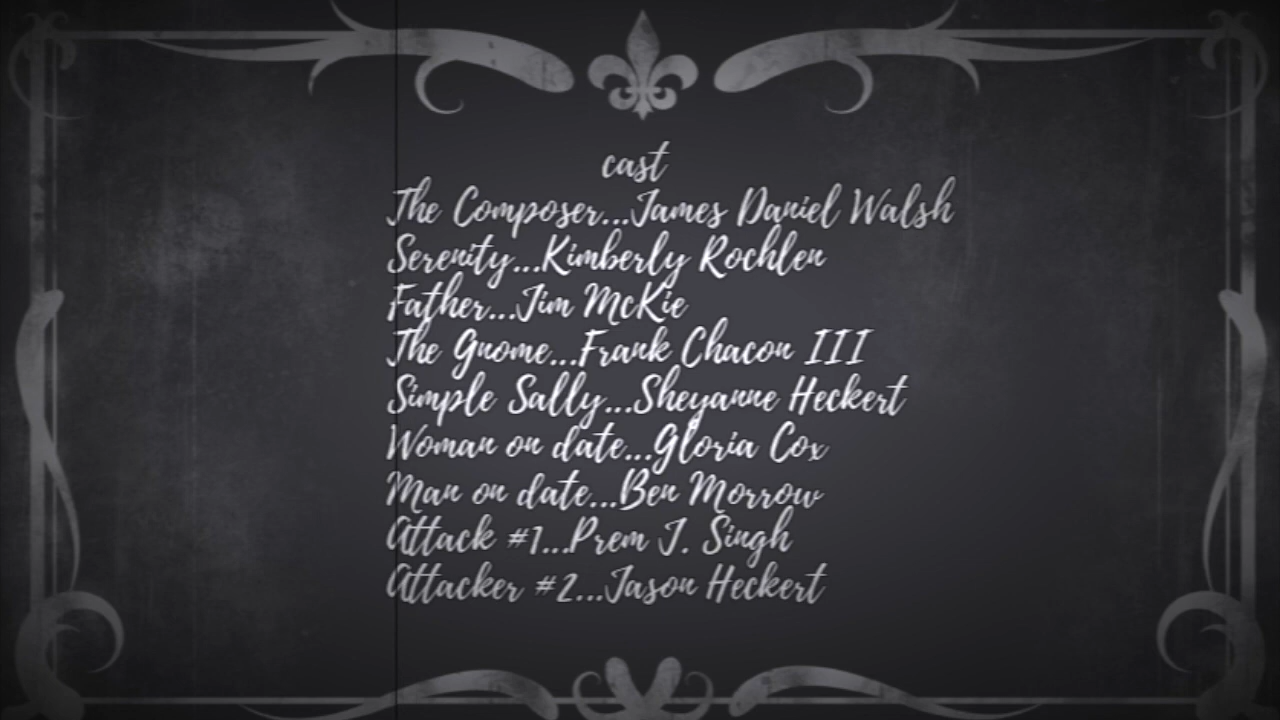 cast
The Composer...James Daniel Walsh
Serenity...Kimberly Rochlen
Father...Jim McKie
The Gnome...Frank Chacon III
Simple Sally...Sheyanne Heckert
Woman on date...Gloria Cox
Man on date...Ben Morrow
Attack #1...Prem J. Singh
Attacker #2...Jason Heckert